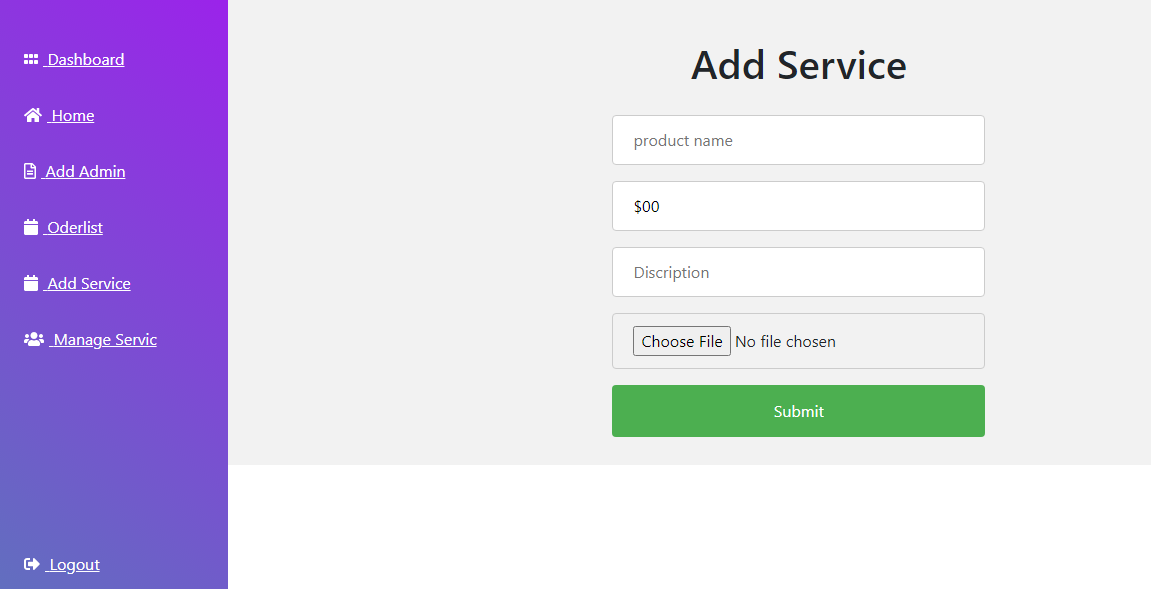 Dashboard
Home
Add Admin
Oderlist
Add Service
Manage Servic
Logout
Add Service
product name
$00
Discription
Choose File No file chosen
Submit